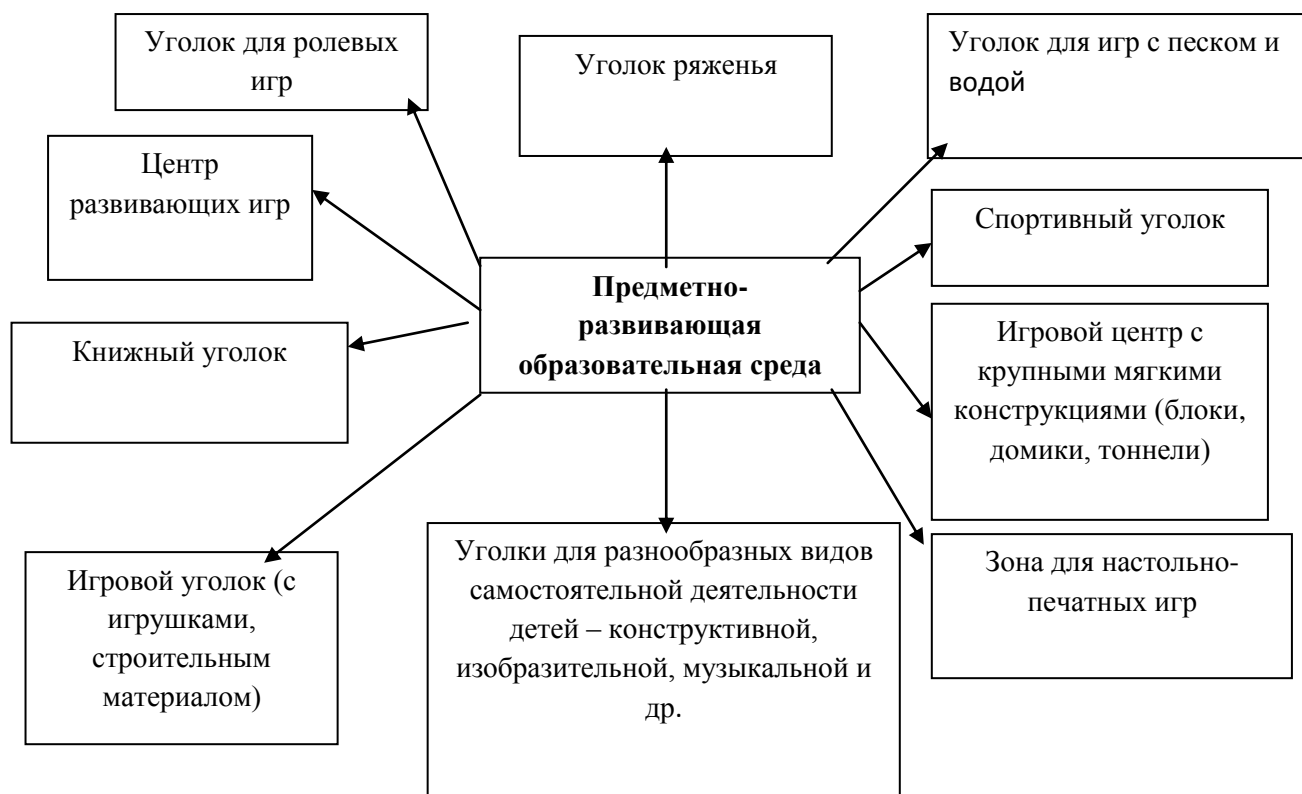 Уголок для ролевых
игр
Уголок ряженья
Уголок для игр с песком и
водой
Центр
развивающих игр
Спортивный уголок
Предметно-
развивающая
образовательная среда
Книжный уголок
Игровой центр с
крупными мягкими
конструкциями (блоки,
домики, тоннели)
Игровой уголок (с
игрушками,
строительным
материалом)
Уголки для разнообразных видов
самостоятельной деятельности
детей – конструктивной,
изобразительной, музыкальной и
др.
Зона для настольно-
печатных игр